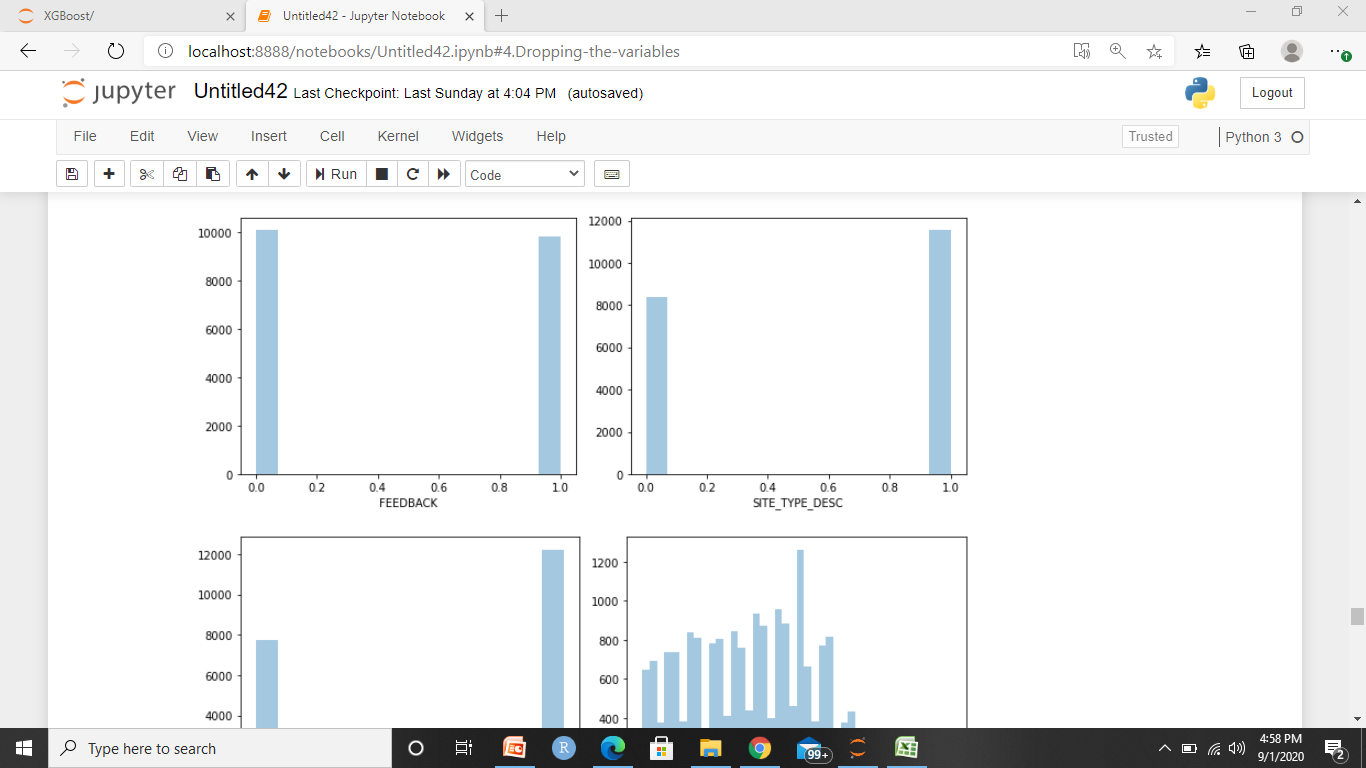 XGBoost/
Untitled42 - Jupyter Notebook
localhost:8888/notebooks/Untitled42.ipynb#4.Dropping-the-variables
jupyter Untitled42 Last Checkpoint: Last Sunday at 4:04 PM (autosaved)
Logout
File Edit View Insert Cell Kernel Widgets Help
Trusted Python 3
Run Code
10000
8000
6000
4000
2000
0
0.0 0.2 0.4 0.6 0.8 1.0
FEEDBACK
12000
10000
8000
6000
4000
2000
0
0.0 0.2 0.4 0.6 0.8 1.0
SITE_TYPE_DESC
12000
10000
8000
6000
4000
1200
1000
800
600
400
Type here to search
R
99+
4:58 PM
9/1/2020
2